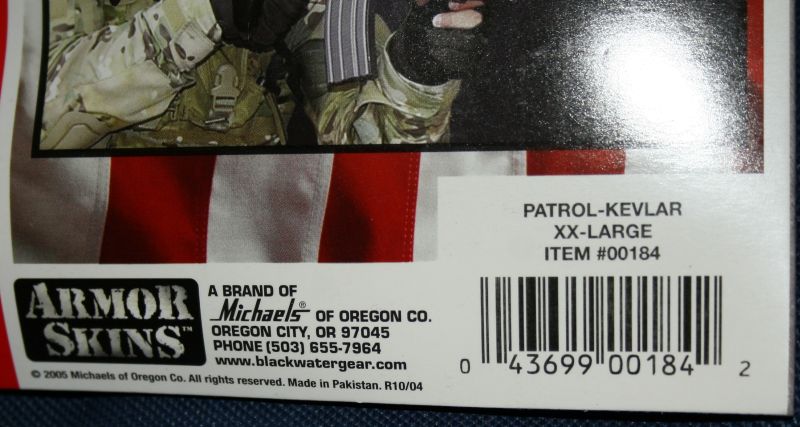 PATROL-KEVLAR
XX-LARGE
ITEM #00184
ARMOR
SKINS™
A BRAND OF
Michaels® OF OREGON CO.
OREGON CITY, OR 97045
PHONE (503) 655-7964
www.blackwatergear.com
© 2005 Michaels of Oregon Co. All rights reserved. Made in Pakistan. R10/04
0 43699 00184 2